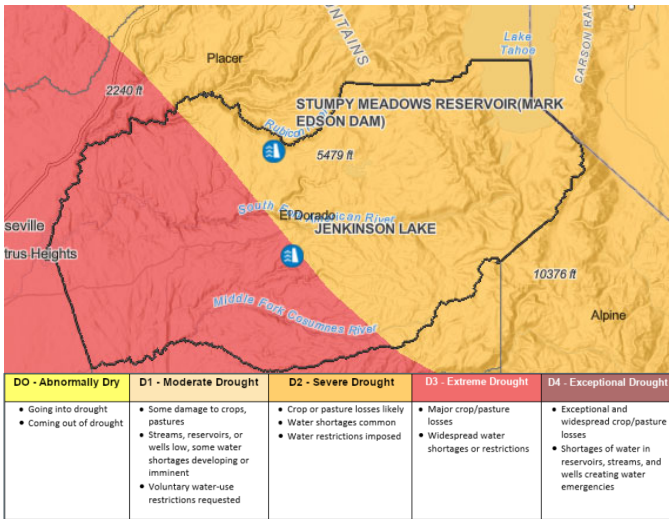 Placer
2240 ft
NTAINS
Lake
Tahoe
CARSON RAN
STUMPY MEADOWS RESERVOIR(MARK
EDSON DAM)
Rubicon
5479 ft
South Fork American River
El Dorado
JENKINSON LAKE
seville
trus Heights
Middle Fork Cosumnes River
10376 ft
Alpine
DO - Abnormally Dry
• Going into drought
• Coming out of drought
D1 - Moderate Drought
• Some damage to crops,
pastures
• Streams, reservoirs, or
wells low, some water
shortages developing or
imminent
• Voluntary water-use
restrictions requested
D2 - Severe Drought
• Crop or pasture losses likely
• Water shortages common
• Water restrictions imposed
D3 - Extreme Drought
• Major crop/pasture
losses
• Widespread water
shortages or restrictions
D4 - Exceptional Drought
• Exceptional and
widespread crop/pasture
losses
• Shortages of water in
reservoirs, streams, and
wells creating water
emergencies